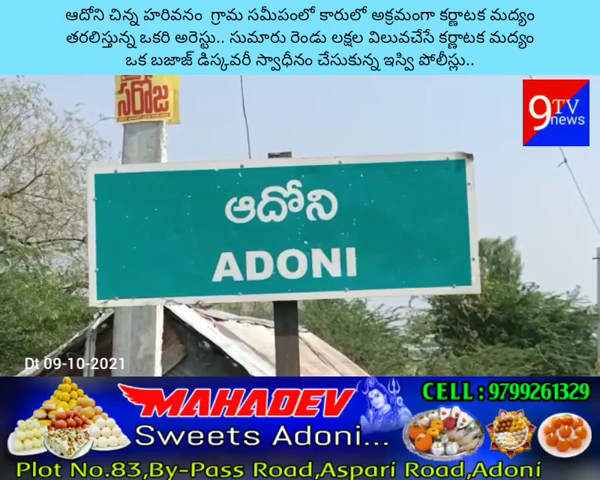 ఆదోని చిన్న హరివనం గ్రామ సమీపంలో కారులో అక్రమంగా కర్ణాటక మద్యం
తరలిస్తున్న ఒకరి అరెస్టు.. సుమారు రెండు లక్షల విలువచేసే కర్ణాటక మద్యం
ఒక బజాజ్ డిస్కవరీ స్వాధీనం చేసుకున్న ఇస్వి పోలీస్లు..
సరోజ
9 TV
news
ఆదోని
ADONI
Dt 09-10-2021
MAHADEV
CELL : 9799261329
Sweets Adoni...
Plot No.83,By-Pass Road,Aspari Road,Adoni